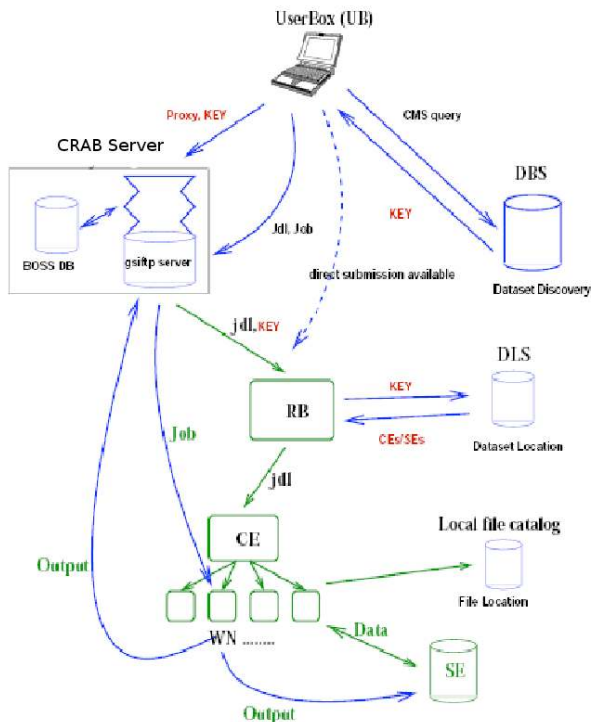 UserBox (UB)
Proxy, KEY
CMS query
CRAB Server
DBS
KEY
Jdl, Job
BOSS DB
gsiftp server
direct submission available
Dataset Discovery
jdl,KEY
DLS
KEY
RB
CEs/SEs
Dataset Location
Job
jdl
Local file catalog
CE
Output
File Location
Data
WN ........
SE
Output